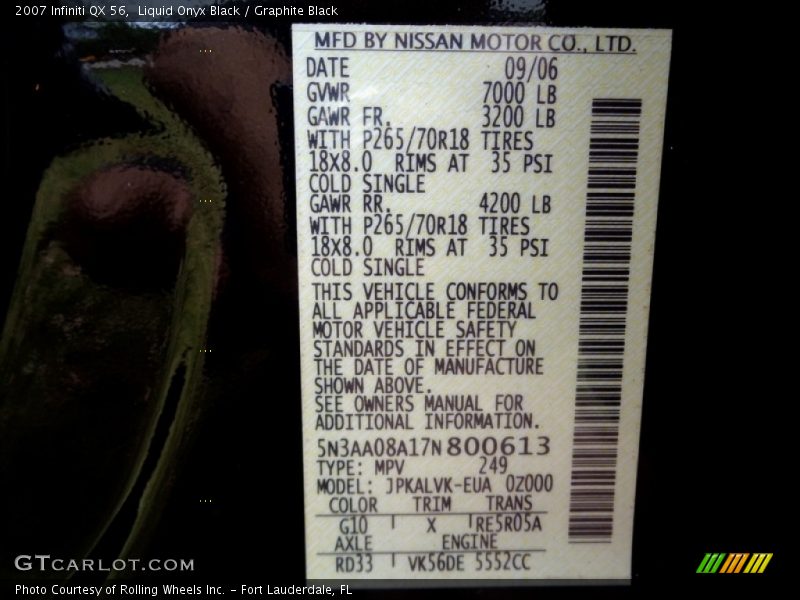 2007 Infiniti QX 56, Liquid Onyx Black / Graphite Black
MFD BY NISSAN MOTOR CO., LTD.
DATE 09/06
GVWR 7000 LB
GAWR FR. 3200 LB
WITH P265/70R18 TIRES
18X8.0 RIMS AT 35 PSI
COLD SINGLE
GAWR RR. 4200 LB
WITH P265/70R18 TIRES
18X8.0 RIMS AT 35 PSI
COLD SINGLE
THIS VEHICLE CONFORMS TO
ALL APPLICABLE FEDERAL
MOTOR VEHICLE SAFETY
STANDARDS IN EFFECT ON
THE DATE OF MANUFACTURE
SHOWN ABOVE.
SEE OWNERS MANUAL FOR
ADDITIONAL INFORMATION.
5N3AA08A17N800613
TYPE: MPV 249
MODEL: JPKALVK-EUA 0Z000
COLOR TRIM TRANS
G10 X RE5R05A
AXLE ENGINE
RD33 VK56DE 5552CC
GTCARLOT.COM
Photo Courtesy of Rolling Wheels Inc. – Fort Lauderdale, FL